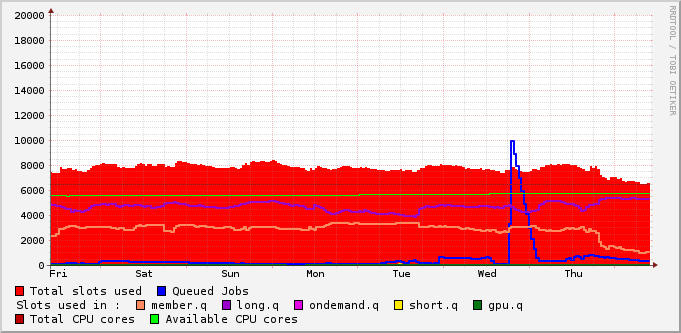 20000
18000
16000
14000
12000
10000
8000
6000
4000
2000
0
Fri Sat Sun Mon Tue Wed Thu
Total slots used Queued Jobs
Slots used in : member.q long.q ondemand.q short.q gpu.q
Total CPU cores Available CPU cores
RRDTOOL / TOBI OETIKER